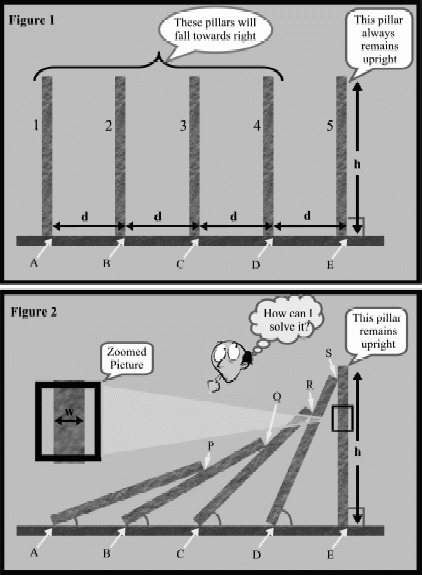 Figure 1
These pillars will
fall towards right
This pillar
always
remains
upright
1 2 3 4 5
h
d d d d
A B C D E
Figure 2
How can I
solve it?
This pillar
remains
upright
Zoomed
Picture
S
R
Q
P
w
h
A B C D E